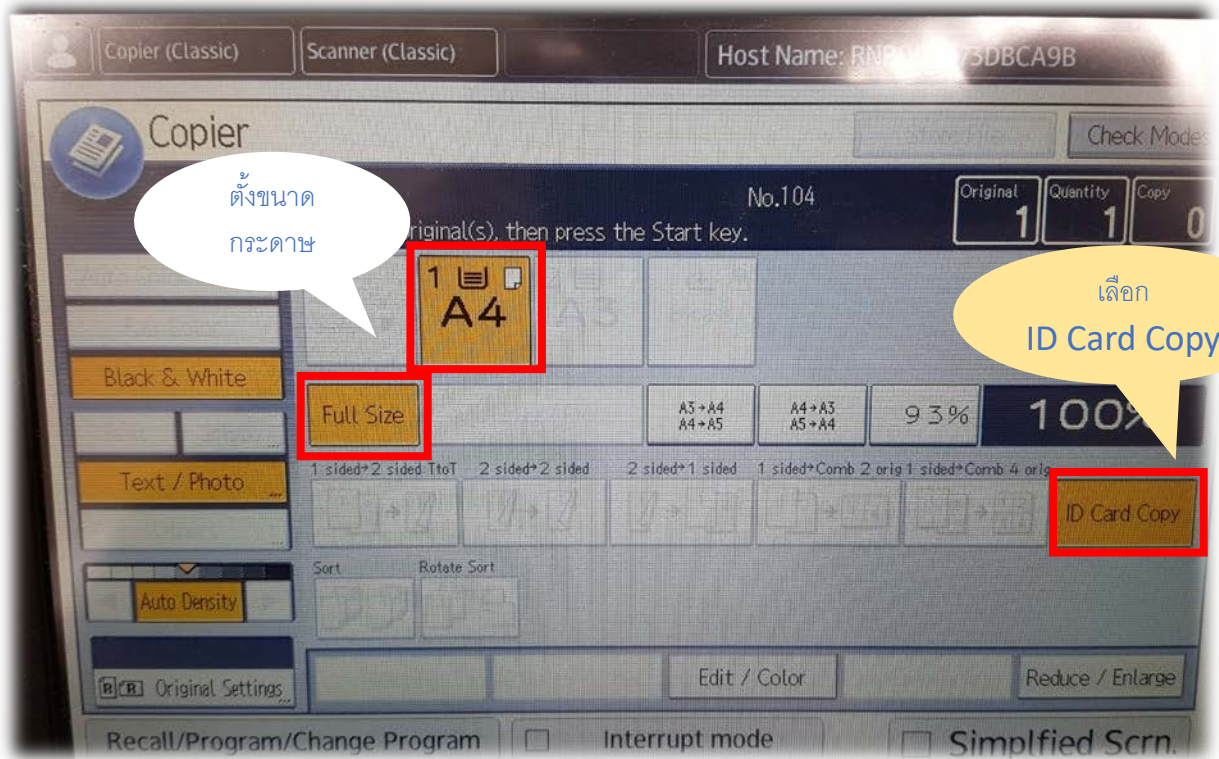 Copier (Classic)
Scanner (Classic)
Host Name:
3DBCA9B
Copier
Check Modes
ตั้งขนาด
กระดาษ
No.104
Original
1
Quantity
1
Copy
0
riginal(s), then press the Start key.
1
A4
A3
เลือก
ID Card Copy
Black & White
Full Size
A3→A4
A4→A5
A4→A3
A5→A4
93%
100%
Text / Photo
1 sided→2 sided TtoT
2 sided→2 sided
2 sided→1 sided
1 sided→Comb 2 orig
1 sided→Comb 4 orig
ID Card Copy
Sort
Rotate Sort
Auto Density
R R Original Settings
Edit / Color
Reduce / Enlarge
Recall/Program/Change Program
Interrupt mode
Simplfied Scrn.